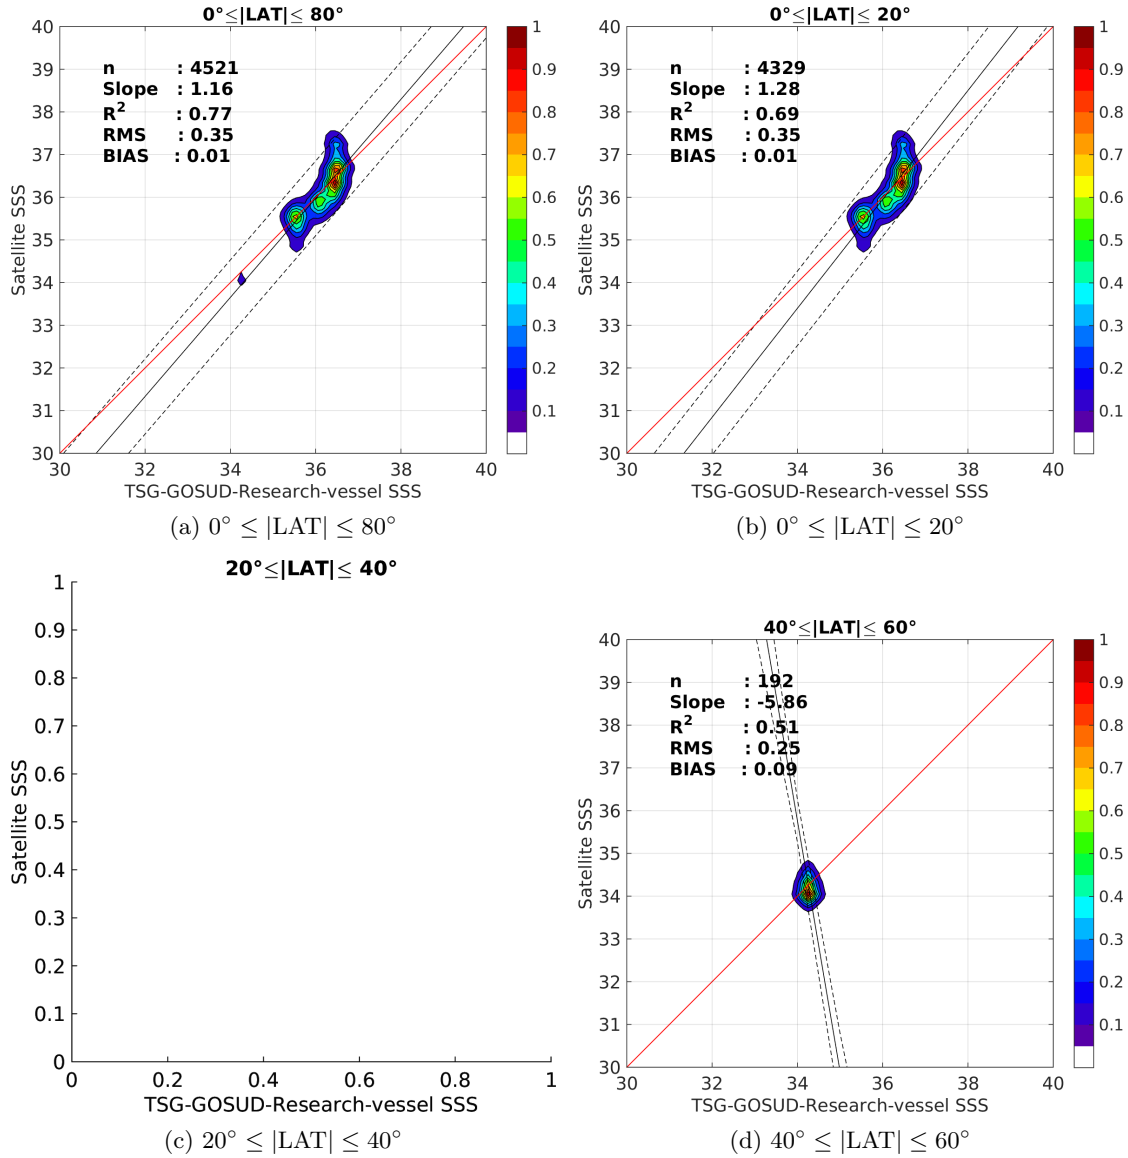 0°≤|LAT|≤ 80°
n : 4521
Slope : 1.16
R2 : 0.77
RMS : 0.35
BIAS : 0.01
40
39
38
37
36
35
34
33
32
31
30
30 32 34 36 38 40
Satellite SSS
TSG-GOSUD-Research-vessel SSS
1
0.9
0.8
0.7
0.6
0.5
0.4
0.3
0.2
0.1
(a) 0° ≤ |LAT| ≤ 80°
0°≤|LAT|≤ 20°
n : 4329
Slope : 1.28
R2 : 0.69
RMS : 0.35
BIAS : 0.01
40
39
38
37
36
35
34
33
32
31
30
30 32 34 36 38 40
Satellite SSS
TSG-GOSUD-Research-vessel SSS
1
0.9
0.8
0.7
0.6
0.5
0.4
0.3
0.2
0.1
(b) 0° ≤ |LAT| ≤ 20°
20°≤|LAT|≤ 40°
1
0.9
0.8
0.7
0.6
0.5
0.4
0.3
0.2
0.1
0
0 0.2 0.4 0.6 0.8 1
Satellite SSS
TSG-GOSUD-Research-vessel SSS
(c) 20° ≤ |LAT| ≤ 40°
40°≤|LAT|≤ 60°
n : 192
Slope : -5.86
R2 : 0.51
RMS : 0.25
BIAS : 0.09
40
39
38
37
36
35
34
33
32
31
30
30 32 34 36 38 40
Satellite SSS
TSG-GOSUD-Research-vessel SSS
1
0.9
0.8
0.7
0.6
0.5
0.4
0.3
0.2
0.1
(d) 40° ≤ |LAT| ≤ 60°